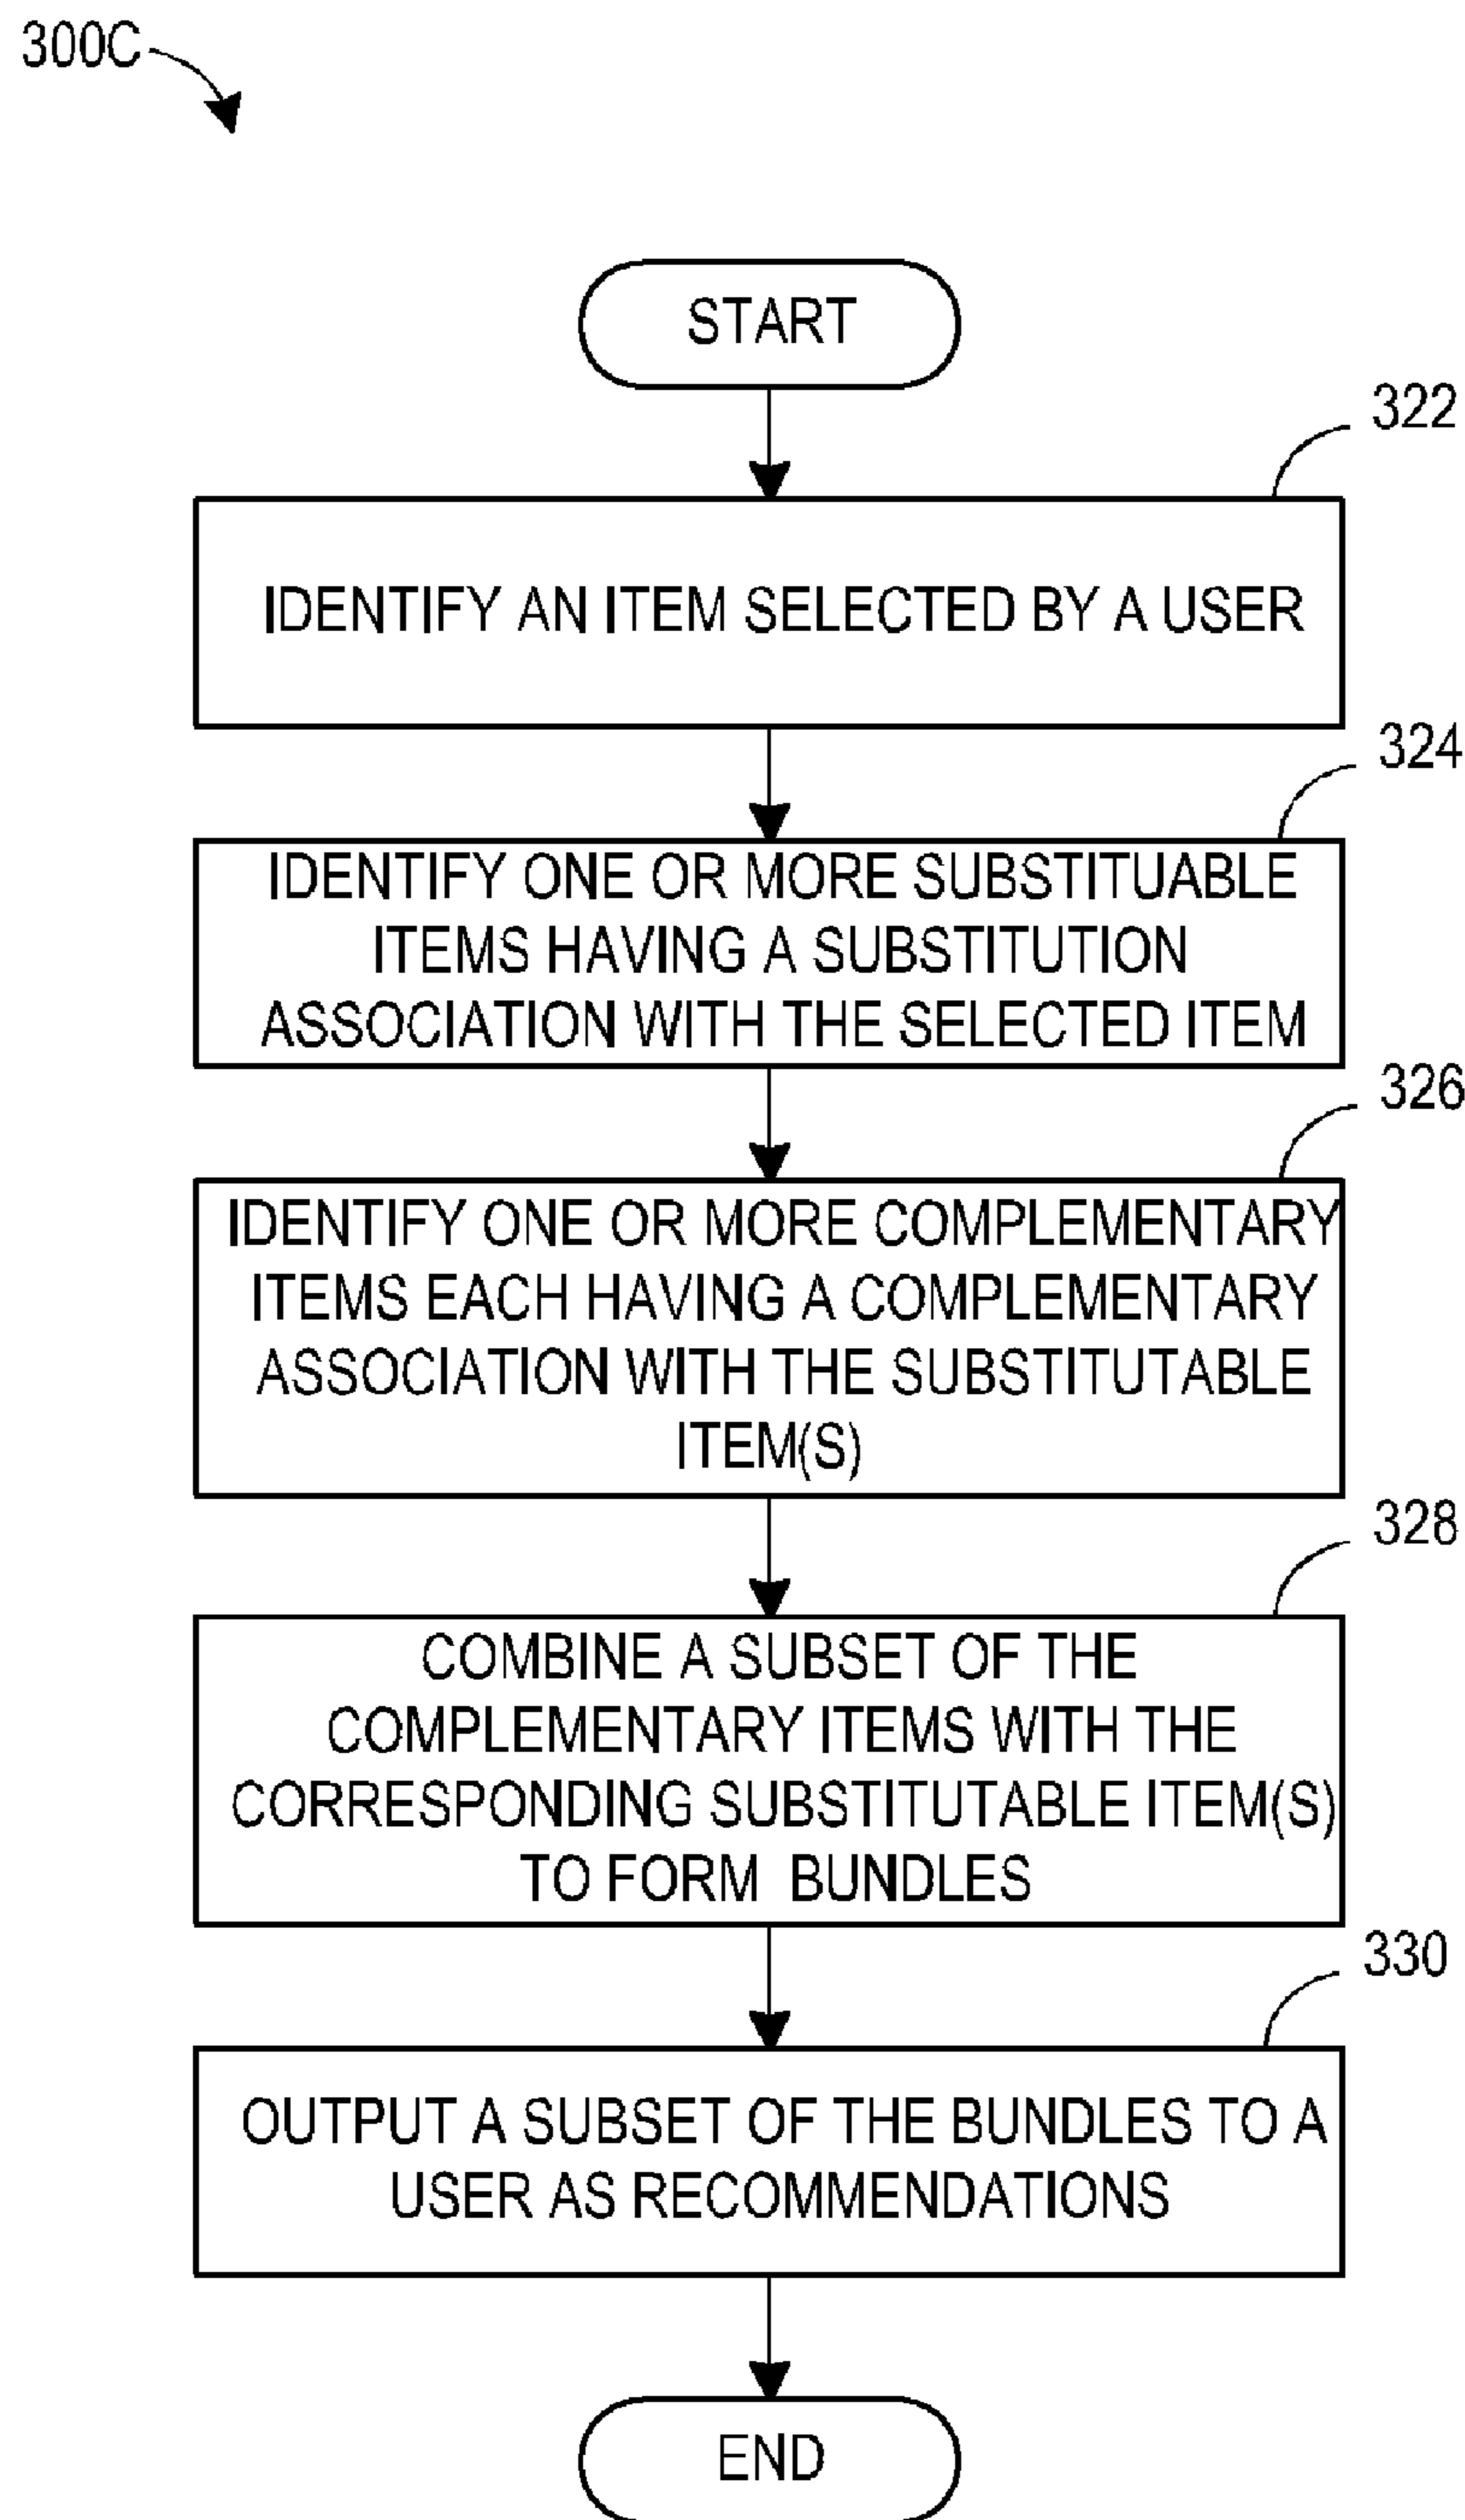 300C
START
322
IDENTIFY AN ITEM SELECTED BY A USER
324
IDENTIFY ONE OR MORE SUBSTITUABLE
ITEMS HAVING A SUBSTITUTION
ASSOCIATION WITH THE SELECTED ITEM
326
IDENTIFY ONE OR MORE COMPLEMENTARY
ITEMS EACH HAVING A COMPLEMENTARY
ASSOCIATION WITH THE SUBSTITUTABLE
ITEM(S)
328
COMBINE A SUBSET OF THE
COMPLEMENTARY ITEMS WITH THE
CORRESPONDING SUBSTITUTABLE ITEM(S)
TO FORM BUNDLES
330
OUTPUT A SUBSET OF THE BUNDLES TO A
USER AS RECOMMENDATIONS
END